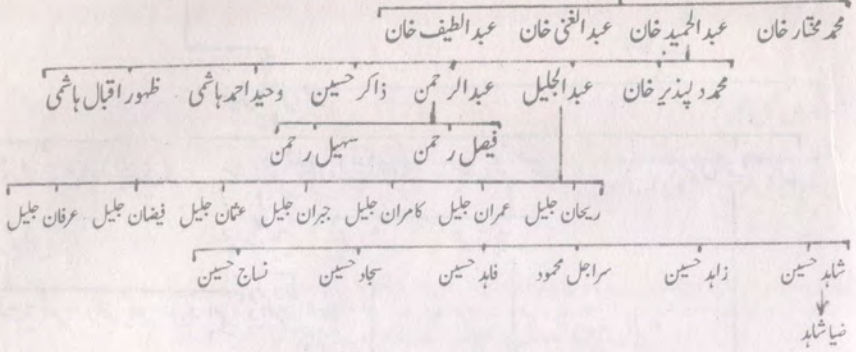 محمد مختار خان عبدالحمید خان عبدالغنی خان عبداللطیف خان
محمد دلپذیر خان عبدالجلیل عبدالرحمن ذاکر حسین وحید احمد ہاشمی ظہور اقبال ہاشمی
فیصل رحمن سہیل رحمن
ریحان جلیل عمران جلیل کامران جلیل جبران جلیل عثمان جلیل فیضان جلیل عرفان جلیل
شاہد حسین زاہد حسین سراجل محمود فاہد حسین سجاد حسین نساج حسین
ضیا شاہد